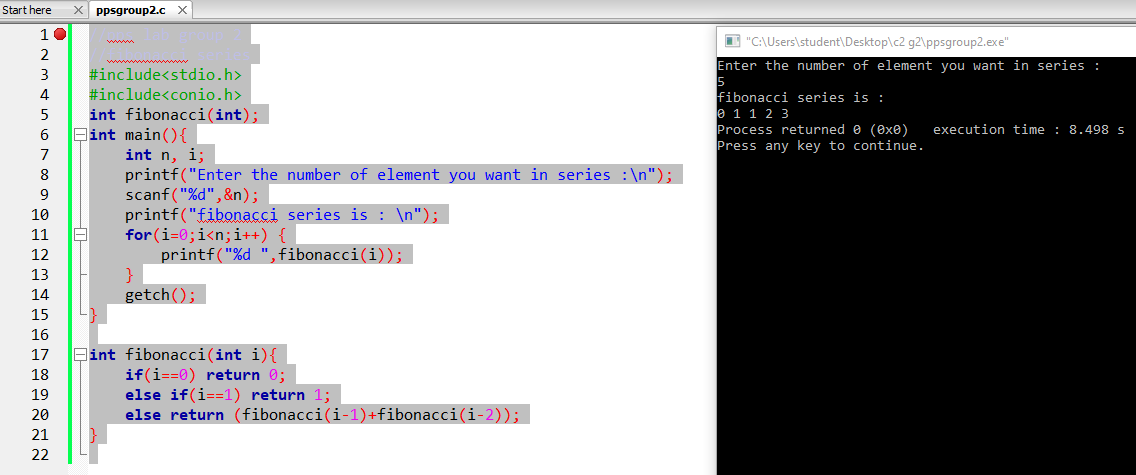 Start here ppsgroup2.c
1
2
3 #include<stdio.h>
4 #include<conio.h>
5 int fibonacci(int);
6 int main(){
7 int n, i;
8 printf("Enter the number of element you want in series :\n");
9 scanf("%d",&n);
10 printf("fibonacci series is : \n");
11 for(i=0;i<n;i++) {
12 printf("%d ",fibonacci(i));
13 }
14 getch();
15 }
16
17 int fibonacci(int i){
18 if(i==0) return 0;
19 else if(i==1) return 1;
20 else return (fibonacci(i-1)+fibonacci(i-2));
21 }
22
"C:\Users\student\Desktop\c2 g2\ppsgroup2.exe"
Enter the number of element you want in series :
5
fibonacci series is :
0 1 1 2 3
Process returned 0 (0x0)   execution time : 8.498 s
Press any key to continue.